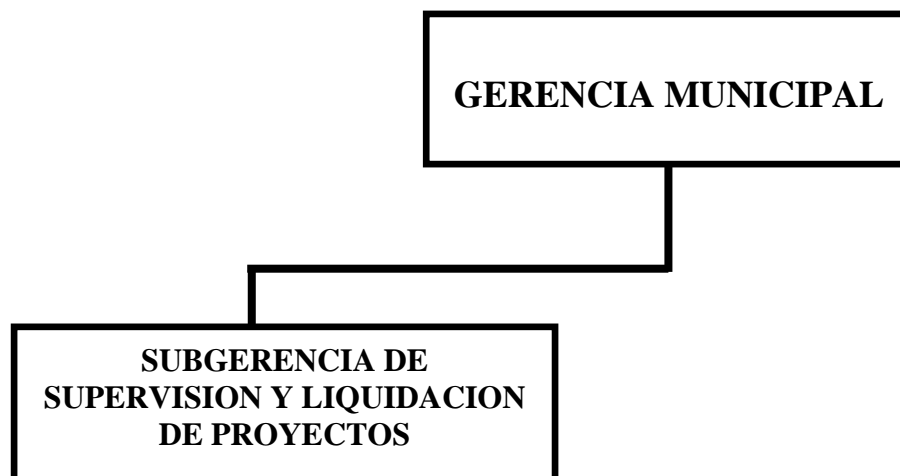 GERENCIA MUNICIPAL
SUBGERENCIA DE
SUPERVISION Y LIQUIDACION
DE PROYECTOS